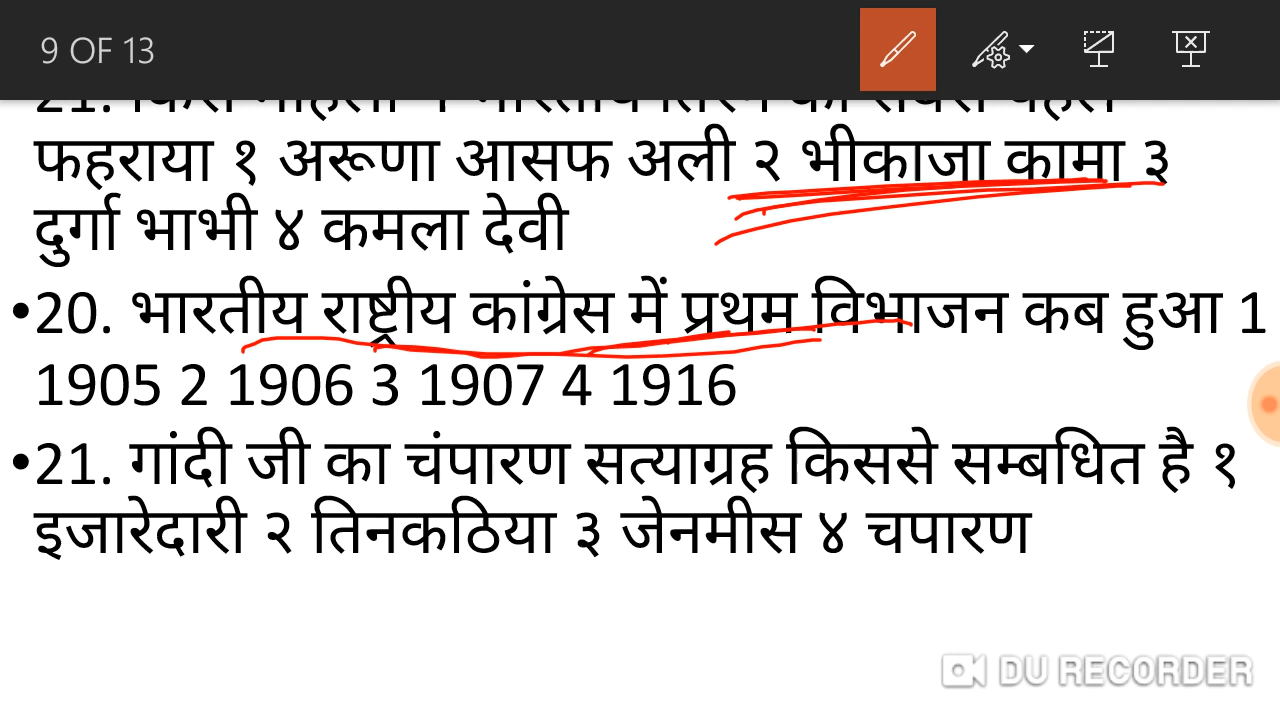 9 OF 13
फहराया १ अरूणा आसफ अली २ भीकाजा कामा ३
दुर्गा भाभी ४ कमला देवी
•20. भारतीय राष्ट्रीय कांग्रेस में प्रथम विभाजन कब हुआ 1
1905 2 1906 3 1907 4 1916
•21. गांदी जी का चंपारण सत्याग्रह किससे सम्बधित है १
इजारेदारी २ तिनकठिया ३ जेनमीस ४ चपारण
DU RECORDER